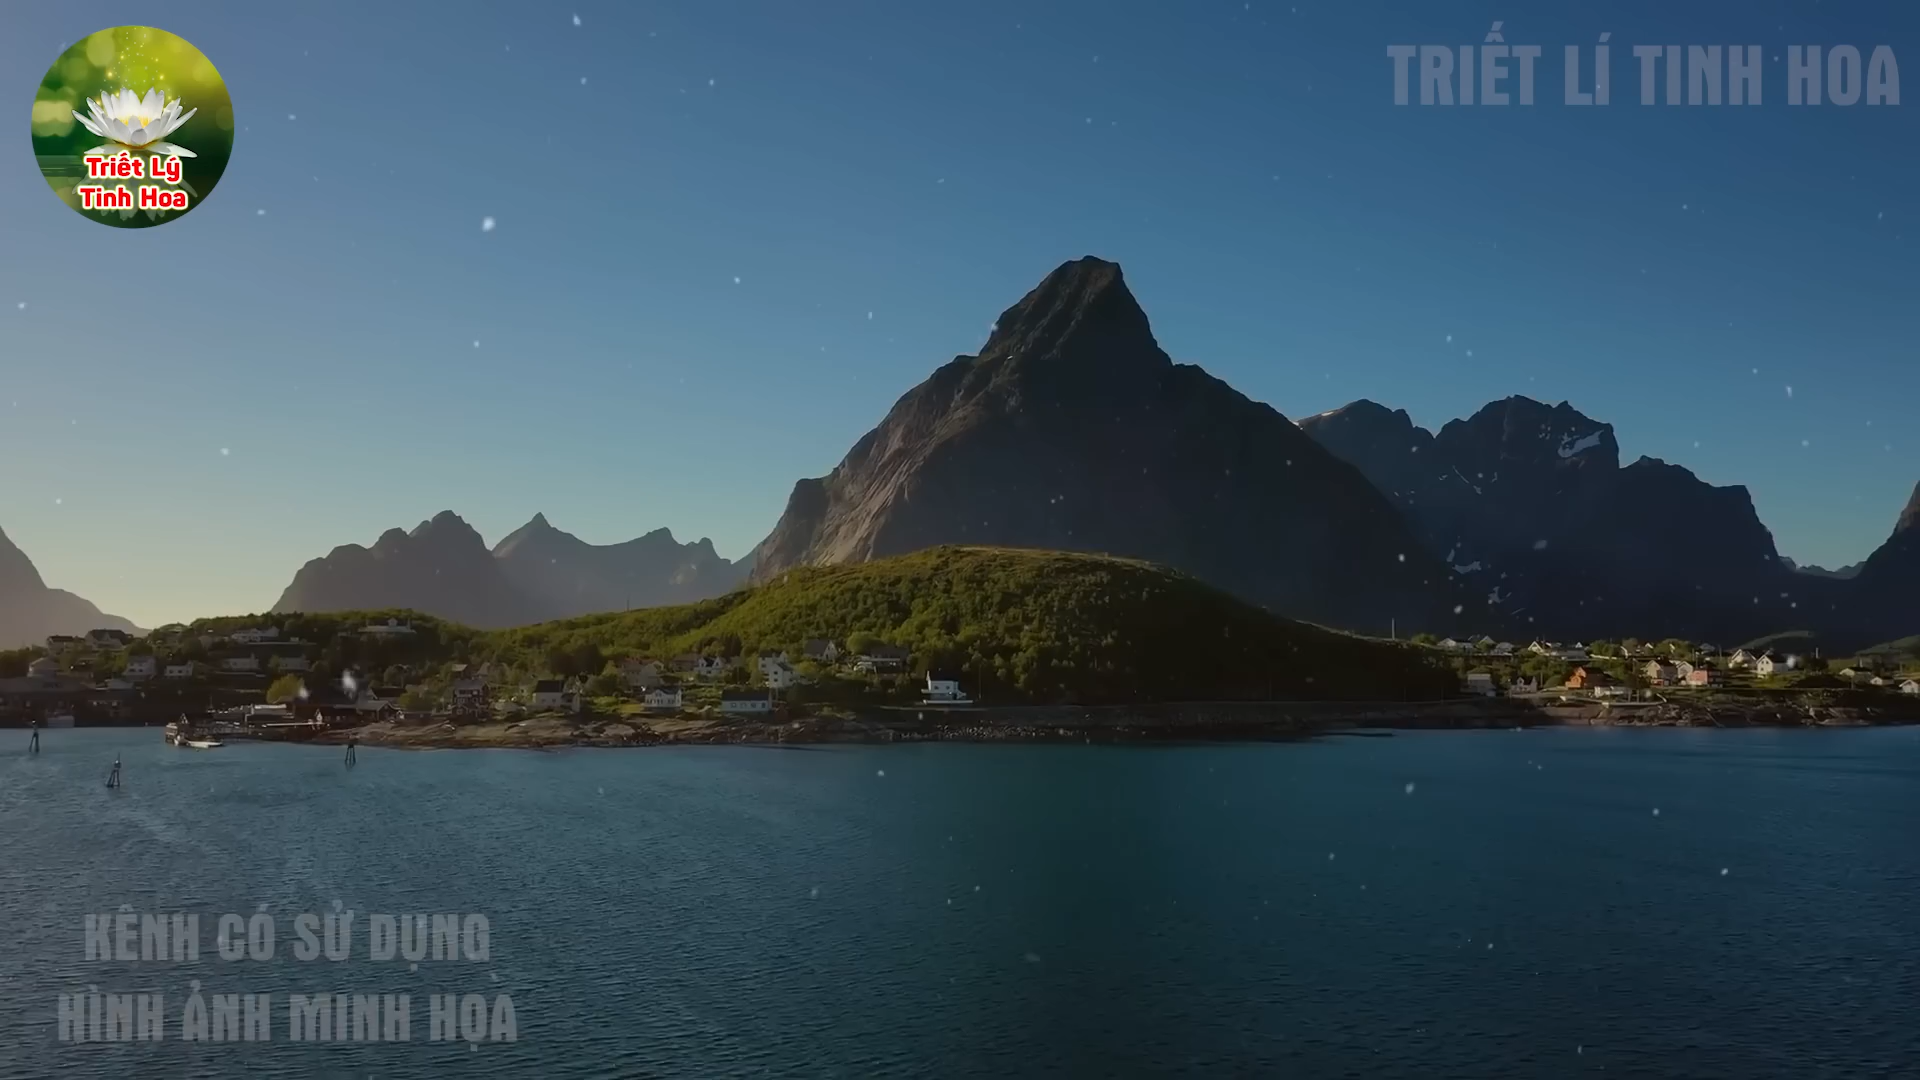 Triết Lý
Tinh Hoa
TRIẾT LÍ TINH HOA
KÊNH CÓ SỬ DỤNG
HÌNH ẢNH MINH HỌA